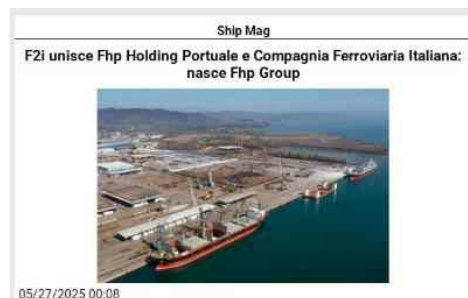 Ship Mag
F2i unisce Fhp Holding Portuale e Compagnia Ferroviaria Italiana:
nasce Fhp Group
05/27/2025 00:08